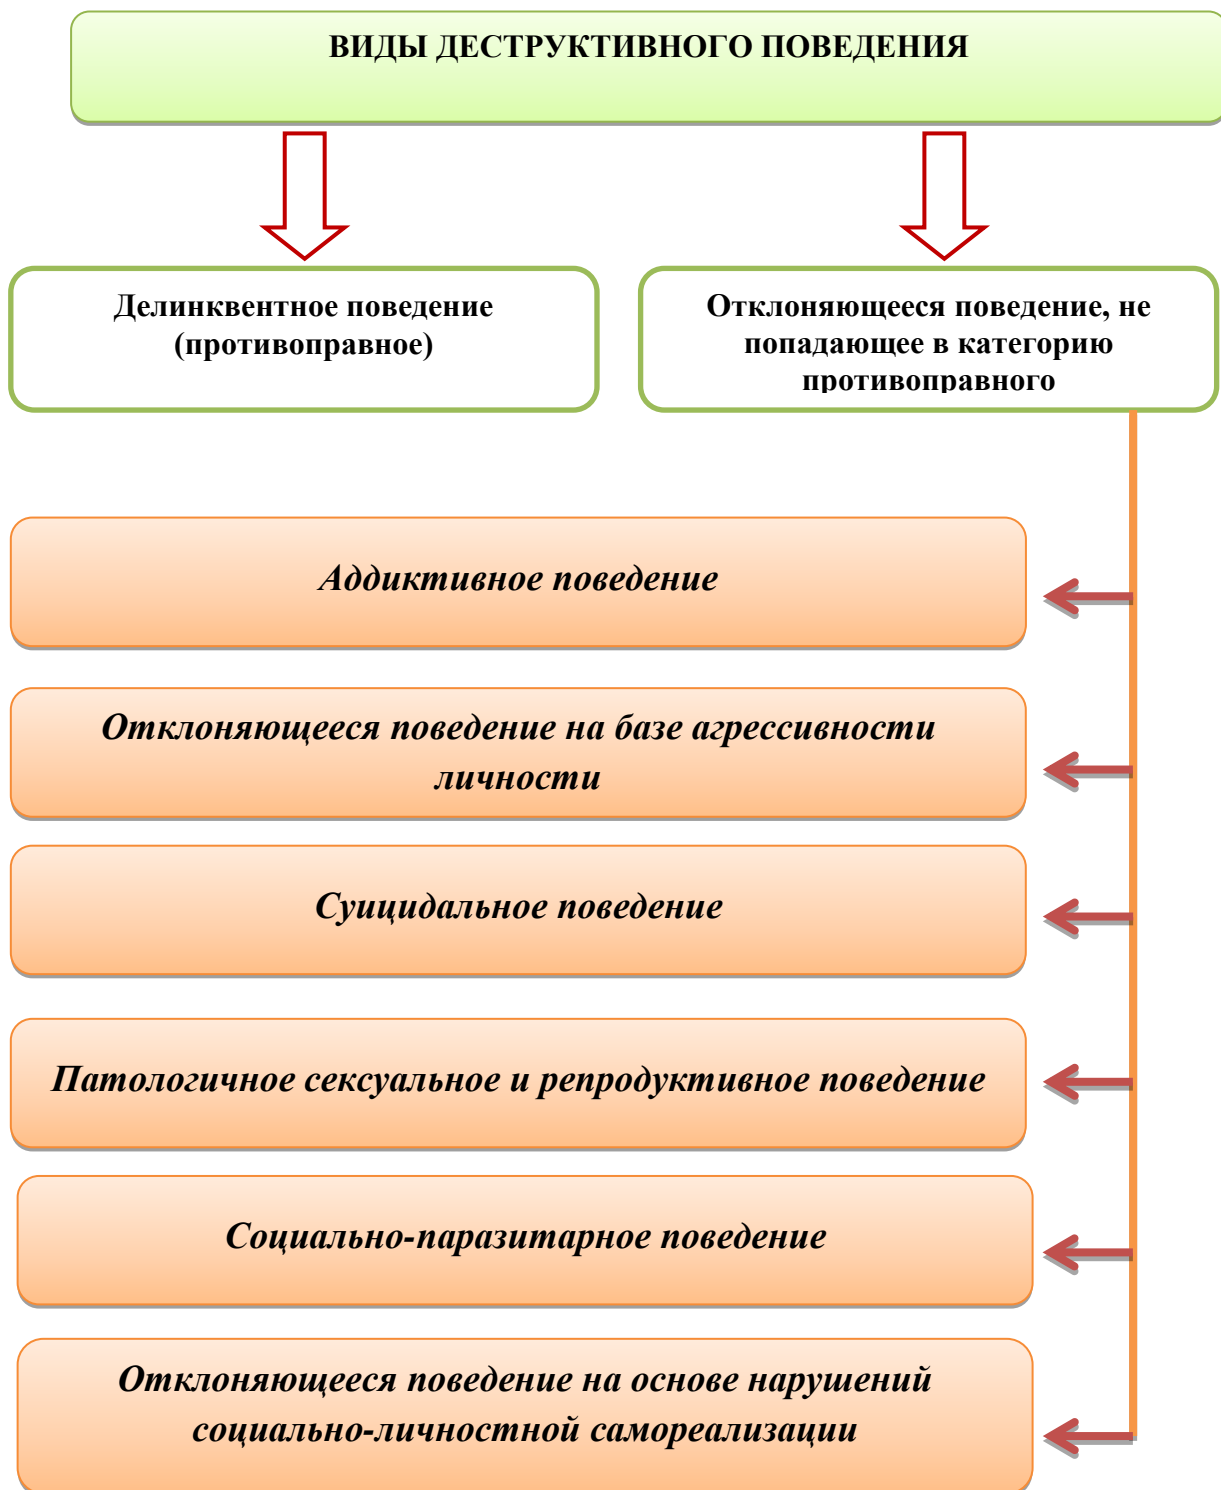 ВИДЫ ДЕСТРУКТИВНОГО ПОВЕДЕНИЯ
Делинквентное поведение
(противоправное)
Отклоняющееся поведение, не
попадающее в категорию
противоправного
Аддиктивное поведение
Отклоняющееся поведение на базе агрессивности
личности
Суицидальное поведение
Патологичное сексуальное и репродуктивное поведение
Социально-паразитарное поведение
Отклоняющееся поведение на основе нарушений
социально-личностной самореализации